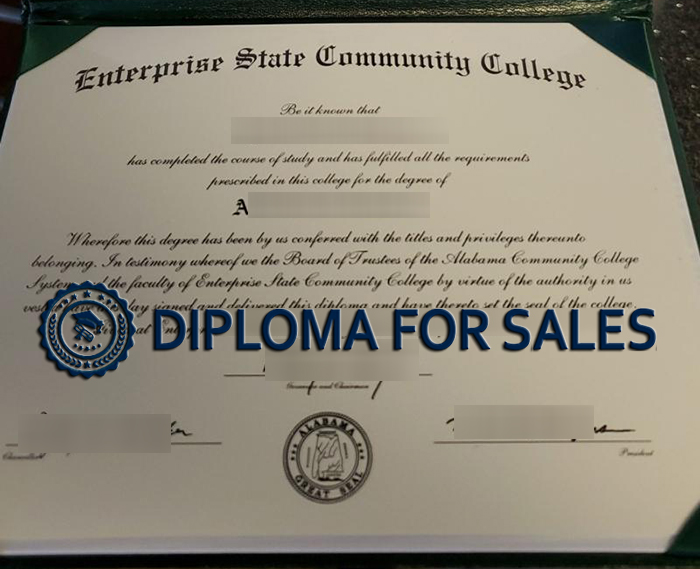 Enterprise State Community College
Be it known that
has completed the course of study and has fulfilled all the requirements
prescribed in this college for the degree of
A
Wherefore this degree has been by us conferred with the titles and privileges thereunto
belonging. In testimony whereof we the Board of Trustees of the Alabama Community College
the faculty of Enterprise State Community College by virtue of the authority in us
signed and delivered this diploma and have thereto set the seal of the college.
DIPLOMA FOR SALES
Governor and Chairman
ALABAMA
GREAT SEAL
Chancellor
President